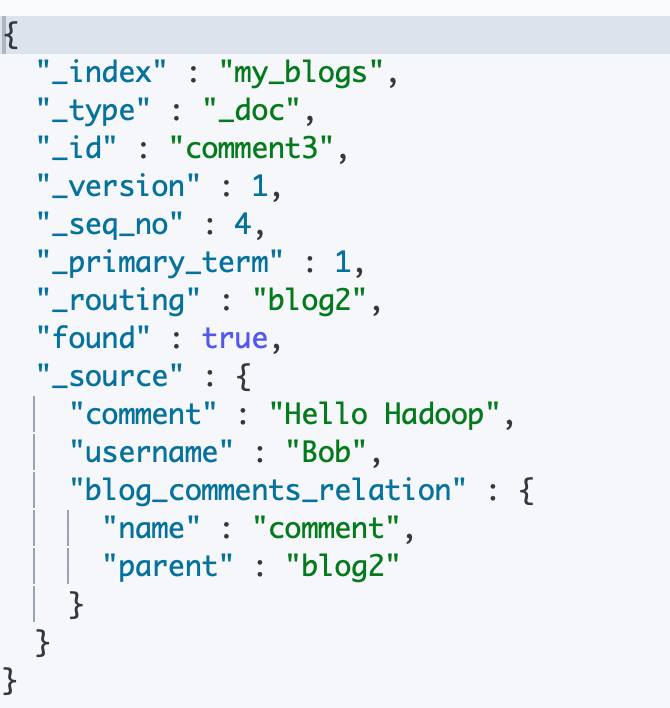 {
"_index" : "my_blogs",
"_type" : "_doc",
"_id" : "comment3",
"_version" : 1,
"_seq_no" : 4,
"_primary_term" : 1,
"_routing" : "blog2",
"found" : true,
"_source" : {
"comment" : "Hello Hadoop",
"username" : "Bob",
"blog_comments_relation" : {
"name" : "comment",
"parent" : "blog2"
}
}
}